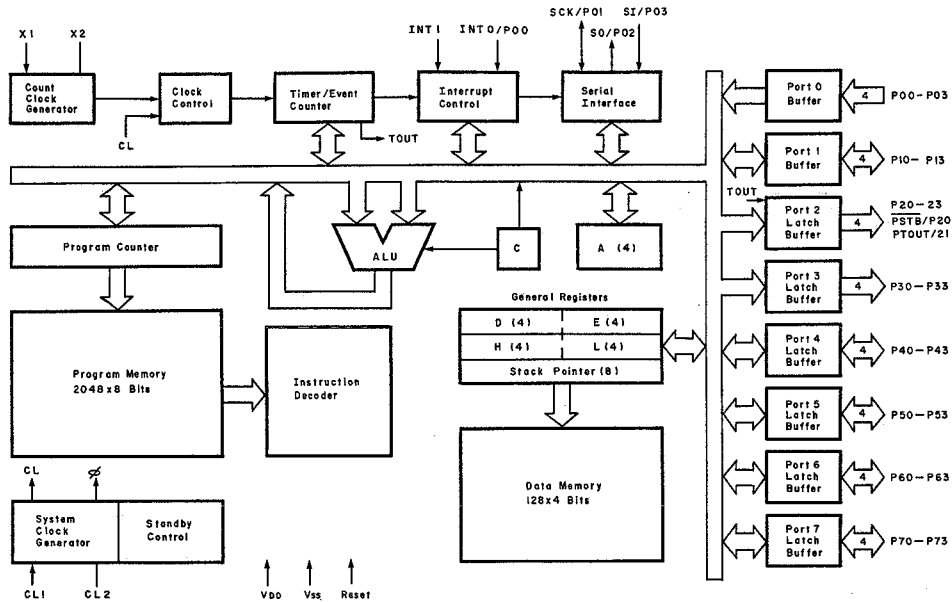 X1 X2
INT1 INT0/P00
SCK/P01 SI/P03
SO/P02
Count
Clock
Generator
Clock
Control
CL
Timer/Event
Counter
TOUT
Interrupt
Control
Serial
Interface
Port 0
Buffer
4
P00-P03
Port 1
Buffer
4
P10-P13
TOUT
Port 2
Latch
Buffer
4
P20-23
PSTB/P20
PTOUT/21
Port 3
Latch
Buffer
4
P30-P33
Port 4
Latch
Buffer
4
P40-P43
Port 5
Latch
Buffer
4
P50-P53
Port 6
Latch
Buffer
4
P60-P63
Port 7
Latch
Buffer
4
P70-P73
Program Counter
ALU
C
A (4)
General Registers
D (4) E (4)
H (4) L (4)
Stack Pointer (8)
Program Memory
2048x8 Bits
Instruction
Decoder
Data Memory
128x4 Bits
CL ϕ
System
Clock
Generator
Standby
Control
CL1 CL2
VDD VSS Reset